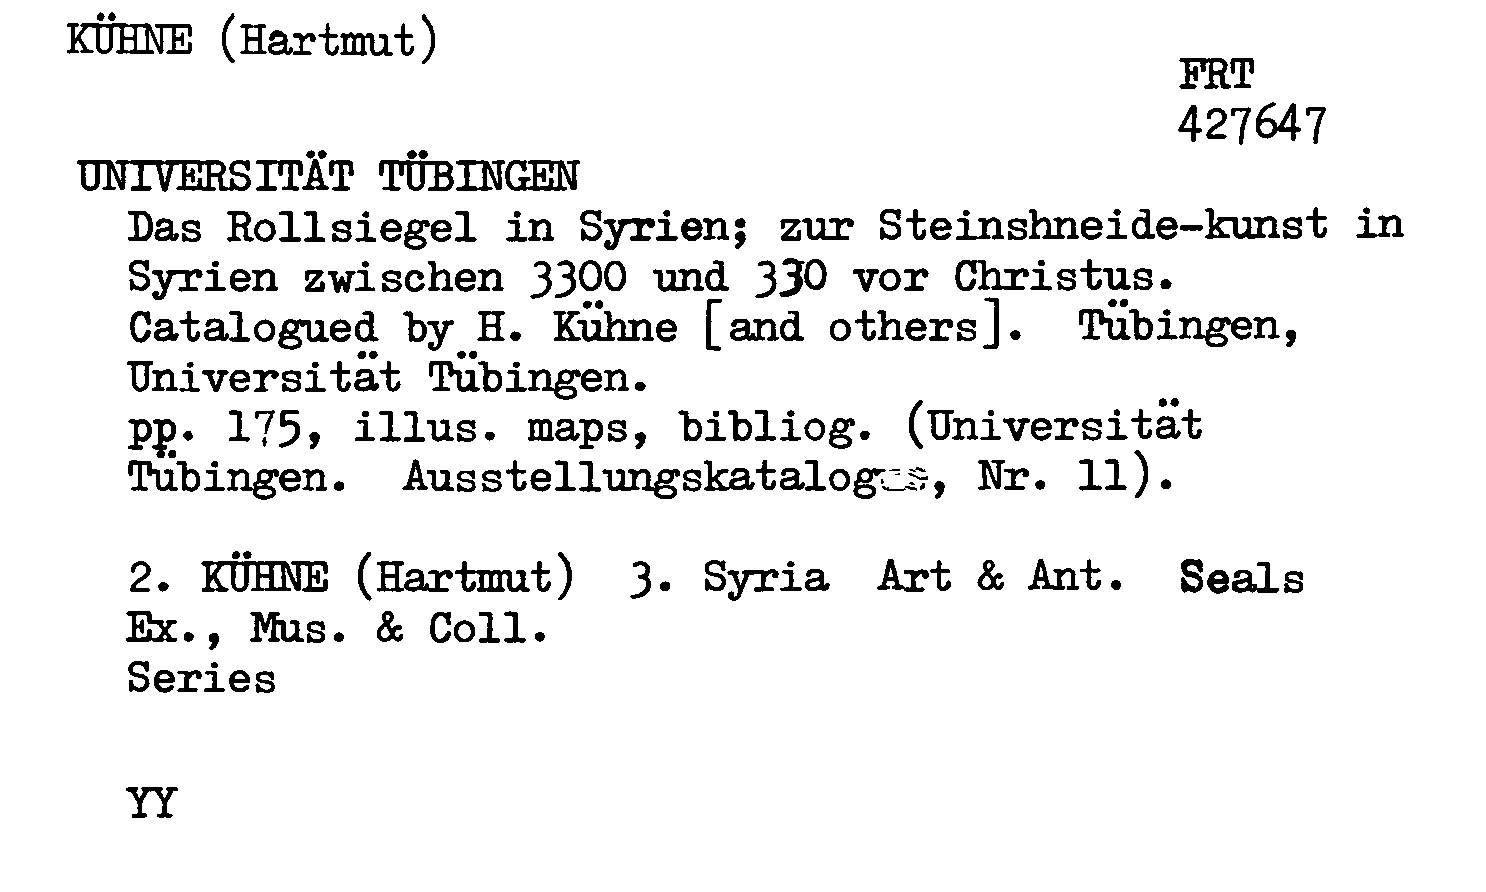 KÜHNE (Hartmut)
FRT
427647
UNIVERSITÄT TÜBINGEN
Das Rollsiegel in Syrien; zur Steinshneide-kunst in
Syrien zwischen 3300 und 330 vor Christus.
Catalogued by H. Kühne [and others]. Tübingen,
Universität Tübingen.
pp. 175, illus. maps, bibliog. (Universität
Tübingen. Ausstellungskataloges, Nr. 11).
2. KÜHNE (Hartmut) 3. Syria Art & Ant. Seals
Ex., Mus. & Coll.
Series
YY